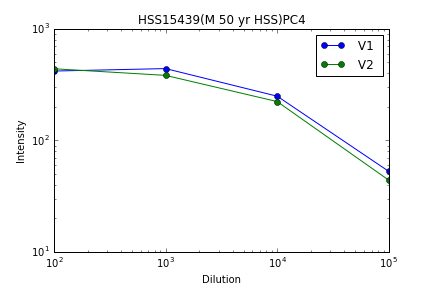 HSS15439(M 50 yr HSS)PC4
10³
V1
V2
10²
Intensity
10¹
10² 10³ 10⁴ 10⁵
Dilution